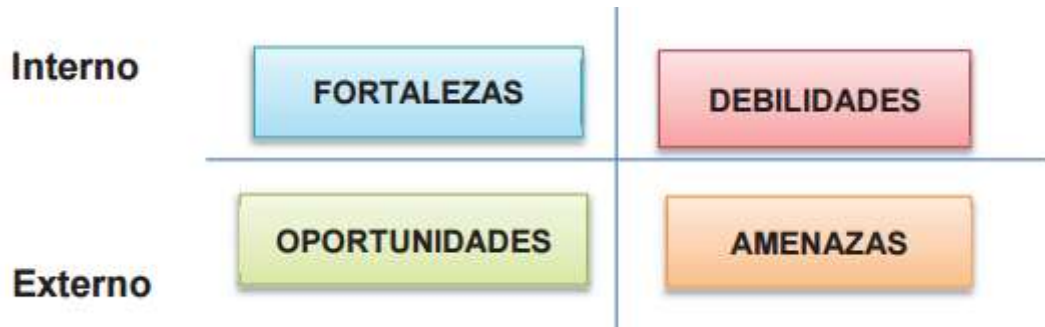 Interno
FORTALEZAS
DEBILIDADES
OPORTUNIDADES
AMENAZAS
Externo